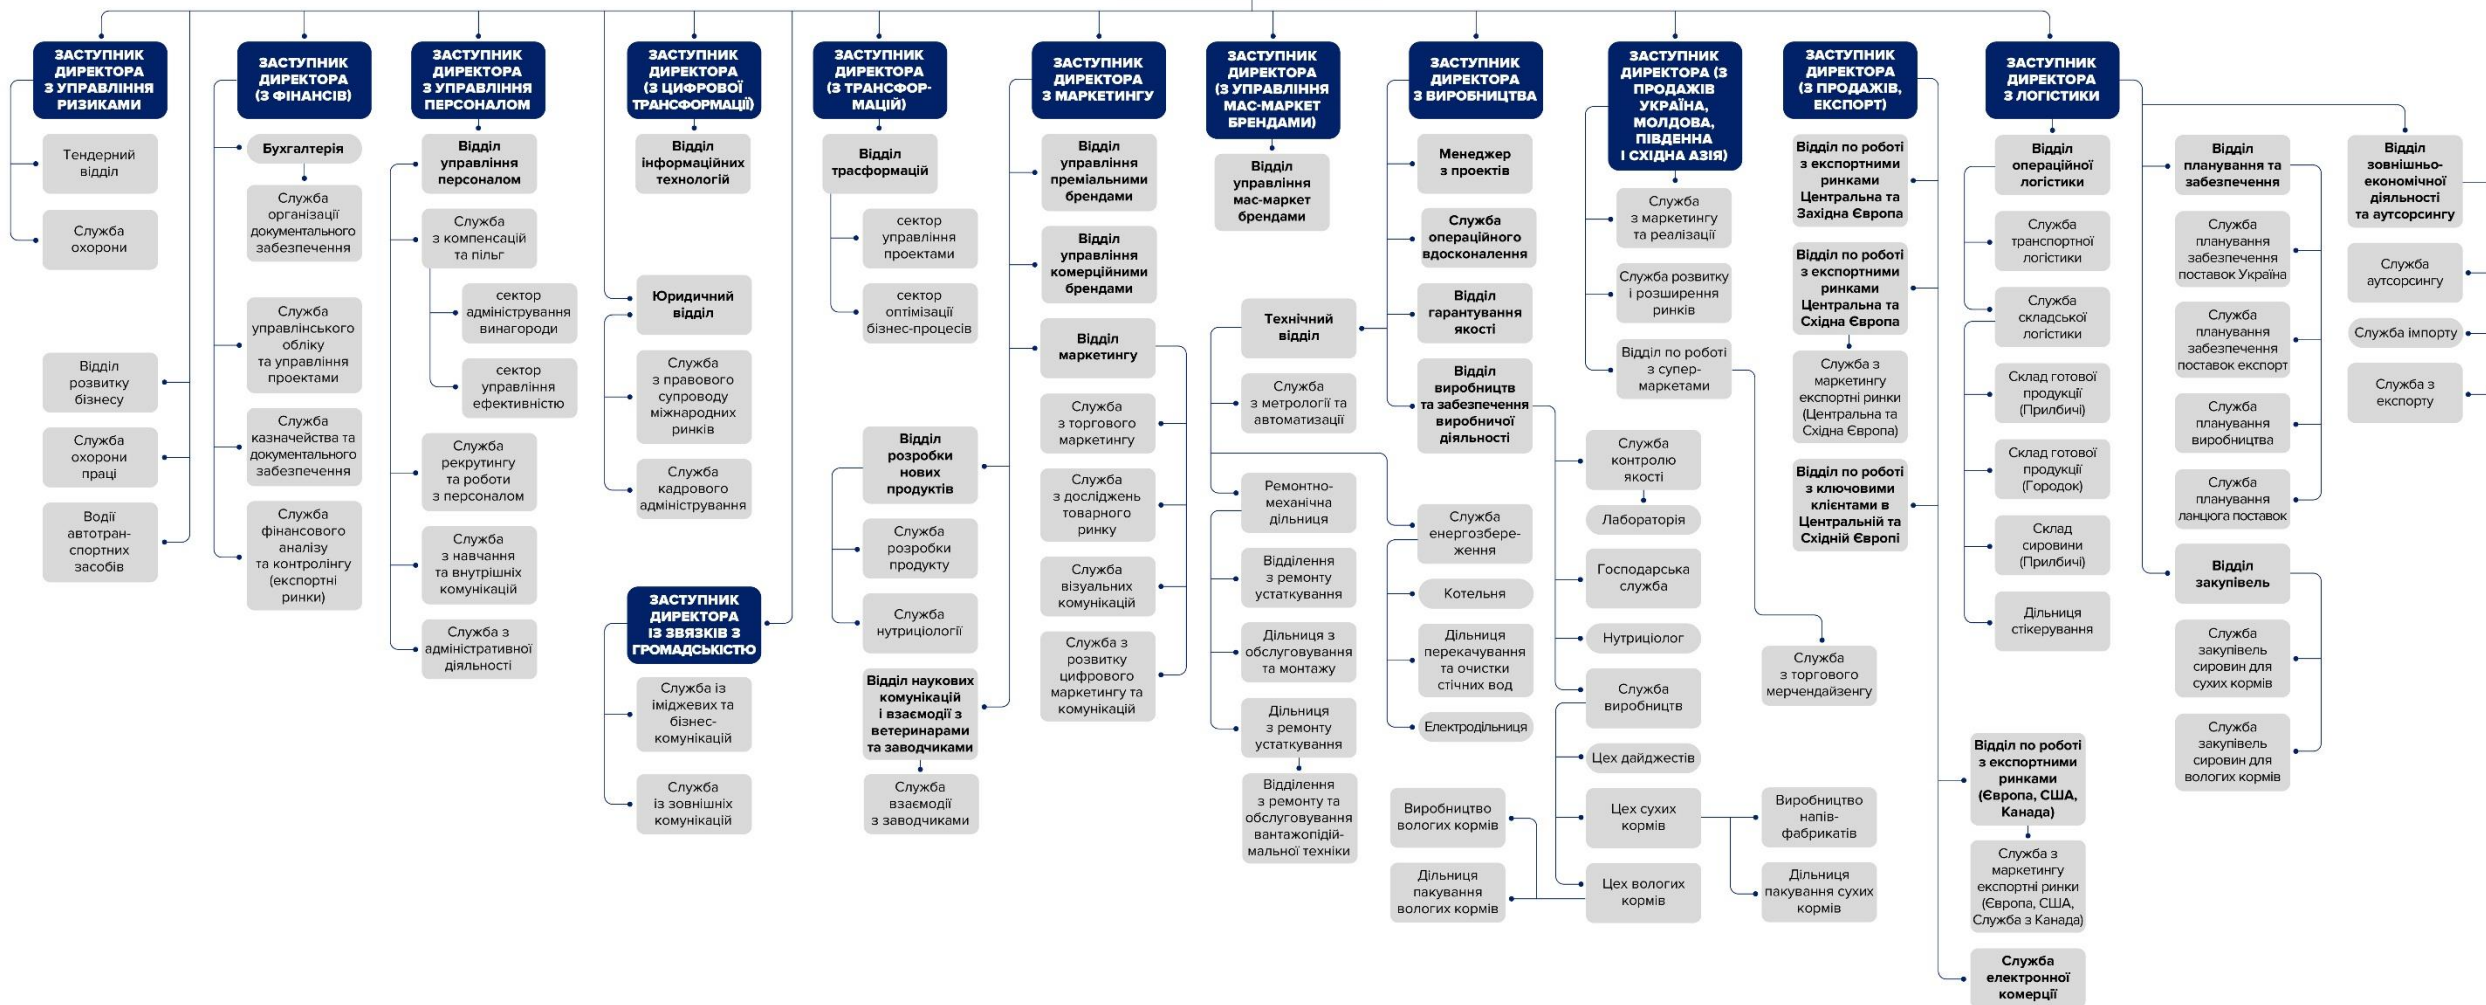 ЗАСТУПНИК
ДИРЕКТОРА
З УПРАВЛІННЯ
РИЗИКАМИ
Тендерний
відділ
Служба
охорони
Відділ
розвитку
бізнесу
Служба
охорони
праці
Водії
автотран-
спортних
засобів
ЗАСТУПНИК
ДИРЕКТОРА
(З ФІНАНСІВ)
Бухгалтерія
Служба
організації
документального
забезпечення
Служба
управлінського
обліку
та управління
проектами
Служба
казначейства та
документального
забезпечення
Служба
фінансового
аналізу
та контролінгу
(експортні
ринки)
ЗАСТУПНИК
ДИРЕКТОРА
З УПРАВЛІННЯ
ПЕРСОНАЛОМ
Відділ
управління
персоналом
Служба
з компенсацій
та пільг
сектор
адміністрування
винагороди
сектор
управління
ефективністю
Служба
рекрутингу
та роботи
з персоналом
Служба
з навчання
та внутрішніх
комунікацій
Служба з
адміністративної
діяльності
ЗАСТУПНИК
ДИРЕКТОРА
(З ЦИФРОВОЇ
ТРАНСФОРМАЦІЇ)
Відділ
інформаційних
технологій
Юридичний
відділ
Служба
з правового
супроводу
міжнародних
ринків
Служба
кадрового
адміністрування
ЗАСТУПНИК
ДИРЕКТОРА
ІЗ ЗВЯЗКІВ З
ГРОМАДСЬКІСТЮ
Служба із
іміджевих та
бізнес-
комунікацій
Служба
із зовнішніх
комунікацій
ЗАСТУПНИК
ДИРЕКТОРА
(З ТРАНСФОР-
МАЦІЙ)
Відділ
трасформацій
сектор
управління
проектами
сектор
оптимізації
бізнес-процесів
Відділ
розробки
нових
продуктів
Служба
розробки
продукту
Служба
нутриціології
Відділ наукових
комунікацій
і взаємодії з
ветеринарами
та заводчиками
Служба
взаємодії
з заводчиками
ЗАСТУПНИК
ДИРЕКТОРА
З МАРКЕТИНГУ
Відділ
управління
преміальними
брендами
Відділ
управління
комерційними
брендами
Відділ
маркетингу
Служба
з торгового
маркетингу
Служба
з досліджень
товарного
ринку
Служба
візуальних
комунікацій
Служба з
розвитку
цифрового
маркетингу та
комунікацій
ЗАСТУПНИК
ДИРЕКТОРА
(З УПРАВЛІННЯ
МАС-МАРКЕТ
БРЕНДАМИ)
Відділ
управління
мас-маркет
брендами
Технічний
відділ
Служба
з метрології та
автоматизації
Ремонтно-
механічна
дільниця
Відділення
з ремонту
устаткування
Дільниця з
обслуговування
та монтажу
Дільниця
з ремонту
устаткування
Відділення
з ремонту та
обслуговування
вантажопідій-
мальної техніки
ЗАСТУПНИК
ДИРЕКТОРА
З ВИРОБНИЦТВА
Менеджер
з проектів
Служба
операційного
вдосконалення
Відділ
гарантування
якості
Відділ
виробництв
та забезпечення
виробничої
діяльності
Служба
енергозбере-
ження
Котельня
Дільниця
перекачування
та очистки
стічних вод
Електродільниця
Виробництво
вологих кормів
Дільниця
пакування
вологих кормів
ЗАСТУПНИК
ДИРЕКТОРА (З
ПРОДАЖІВ
УКРАЇНА,
МОЛДОВА,
ПІВДЕННА
І СХІДНА АЗІЯ)
Служба
з маркетингу
та реалізації
Служба розвитку
і розширення
ринків
Відділ по роботі
з супер-
маркетами
Служба
контролю
якості
Лабораторія
Господарська
служба
Нутриціолог
Служба
виробництв
Цех дайджестів
Цех сухих
кормів
Цех вологих
кормів
ЗАСТУПНИК
ДИРЕКТОРА
(З ПРОДАЖІВ,
ЕКСПОРТ)
Відділ по роботі
з експортними
ринками
Центральна та
Західна Європа
Відділ по роботі
з експортними
ринками
Центральна та
Східна Європа
Служба з
маркетингу
експортні ринки
(Центральна та
Східна Європа)
Відділ по роботі
з ключовими
клієнтами в
Центральній та
Східній Європі
Служба
з торгового
мерчендайзенгу
Виробництво
напів-
фабрикатів
Дільниця
пакування сухих
кормів
ЗАСТУПНИК
ДИРЕКТОРА
З ЛОГІСТИКИ
Відділ
операційної
логістики
Служба
транспортної
логістики
Служба
складської
логістики
Склад готової
продукції
(Прилбичі)
Склад готової
продукції
(Городок)
Склад
сировини
(Прилбичі)
Дільниця
стікерування
Відділ по роботі
з експортними
ринками
(Європа, США,
Канада)
Служба з
маркетингу
експортні ринки
(Європа, США,
Служба з Канада)
Служба
електронної
комерції
Відділ
планування та
забезпечення
Служба
планування
забезпечення
поставок Україна
Служба
планування
забезпечення
поставок експорт
Служба
планування
виробництва
Служба
планування
ланцюга поставок
Відділ
закупівель
Служба
закупівель
сировин для
сухих кормів
Служба
закупівель
сировин для
вологих кормів
Відділ
зовнішньо-
економічної
діяльності
та аутсорсингу
Служба
аутсорсингу
Служба імпорту
Служба з
експорту